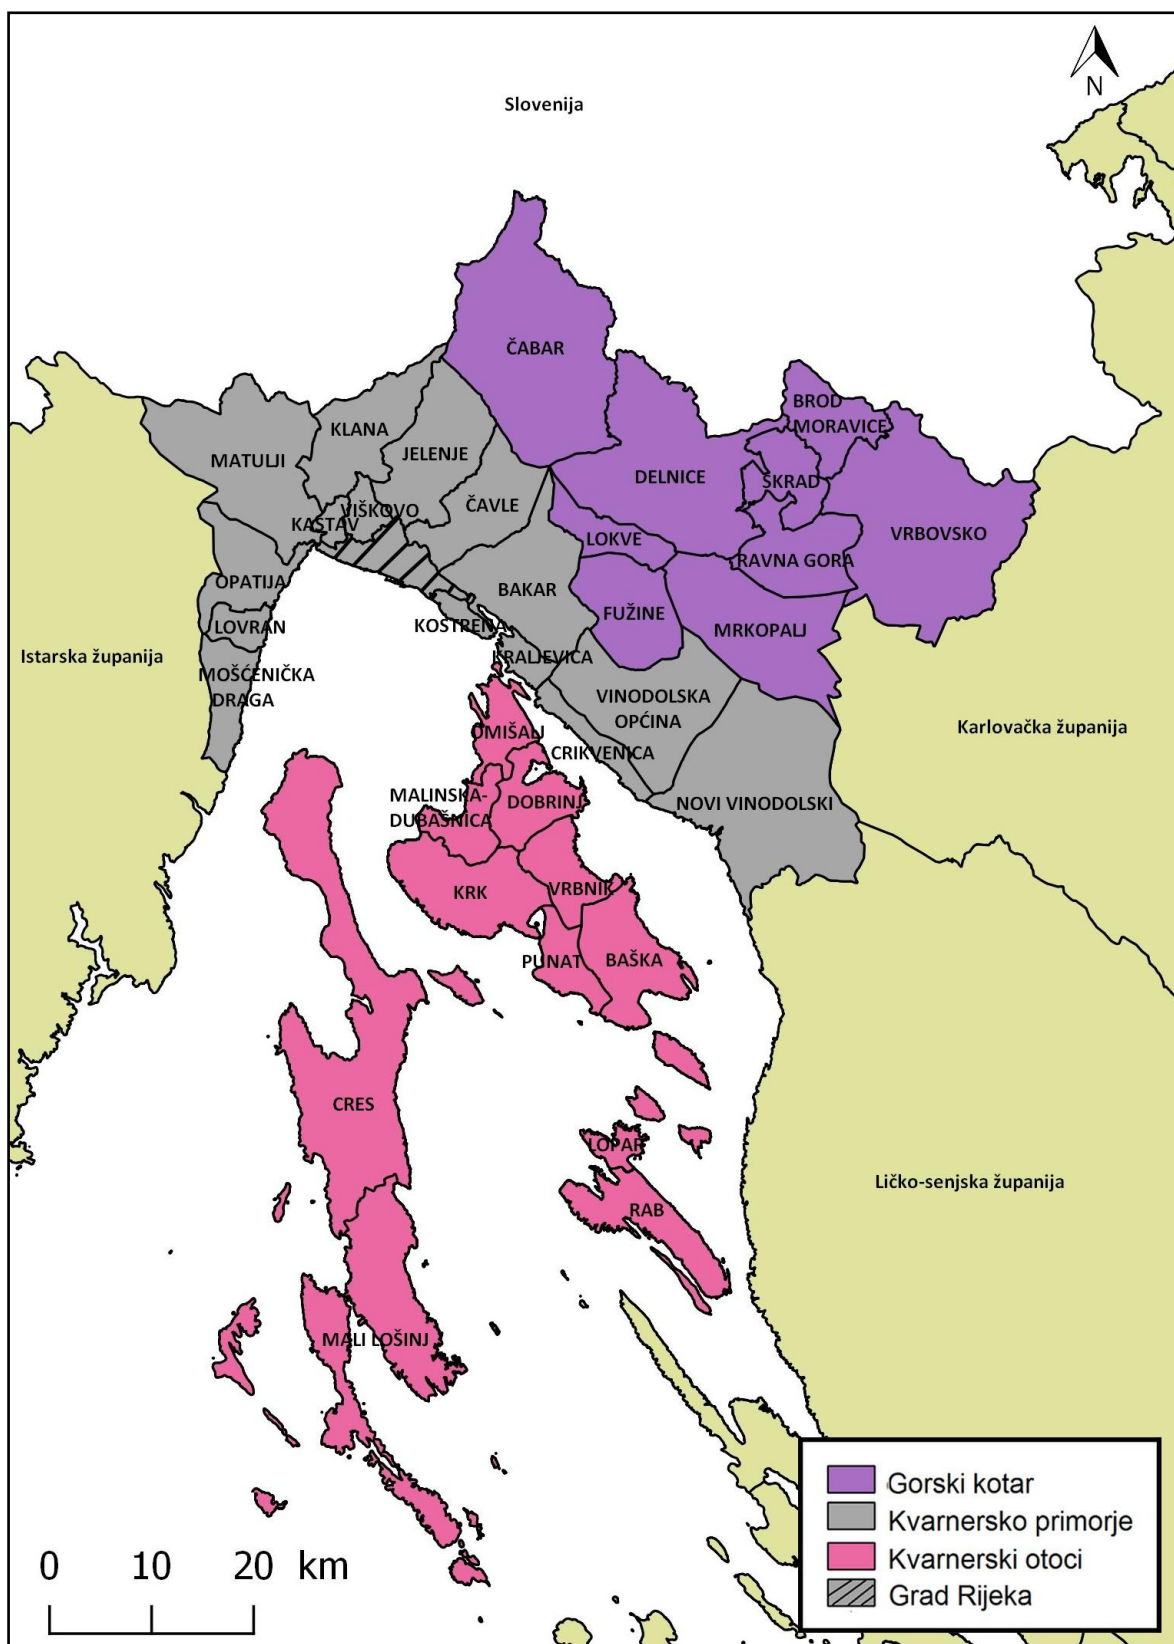 N
Slovenija
ČABAR
BROD
MORAVICE
KLANA
JELENJE
MATULJI
DELNICE
ŠKRAD
ČAVLE
VIŠKOVO
KASTAV
VRBOVSKO
LOKVE
RAVNA GORA
OPATIJA
BAKAR
FUŽINE
LOVRAN
KOSTRENA
MRKOPALJ
Istarska županija
KRALJEVICA
MOŠĆENIČKA
DRAGA
VINODOLSKA
OPĆINA
Karlovačka županija
OMIŠALJ
CRIKVENICA
MALINSKA-
DUBAŠNICA
DOBRINJ
NOVI VINODOLSKI
KRK
VRBNIK
PUNAT
BAŠKA
CRES
LOPAR
Ličko-senjska županija
RAB
MALI LOŠINJ
Gorski kotar
Kvarnersko primorje
Kvarnerski otoci
Grad Rijeka
0 10 20 km